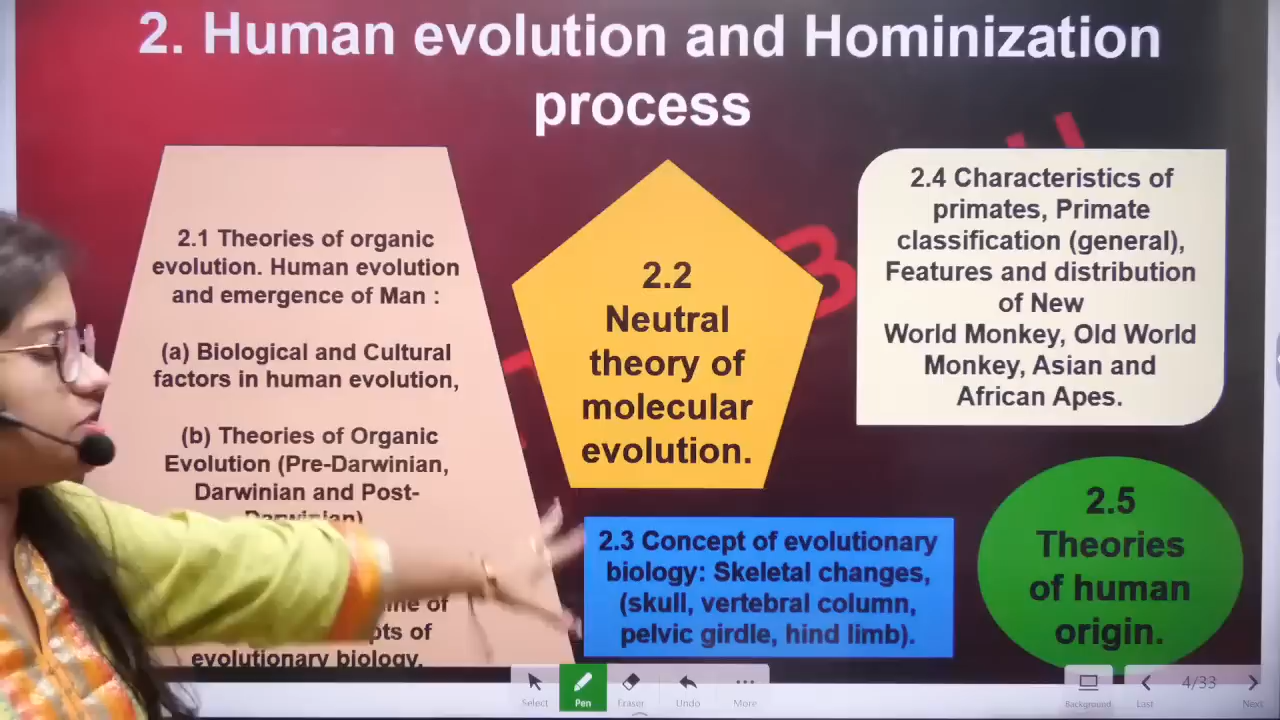 2. Human evolution and Hominization
process
2.1 Theories of organic
evolution. Human evolution
and emergence of Man :
(a) Biological and Cultural
factors in human evolution,
(b) Theories of Organic
Evolution (Pre-Darwinian,
Darwinian and Post-
Darwinian)
of
evolutionary biology.
2.2
Neutral
theory of
molecular
evolution.
2.3 Concept of evolutionary
biology: Skeletal changes,
(skull, vertebral column,
pelvic girdle, hind limb).
2.4 Characteristics of
primates, Primate
classification (general),
Features and distribution
of New
World Monkey, Old World
Monkey, Asian and
African Apes.
2.5
Theories
of human
origin.
Select
Pen
Eraser
Undo
More
Background
Last
4/33
Next